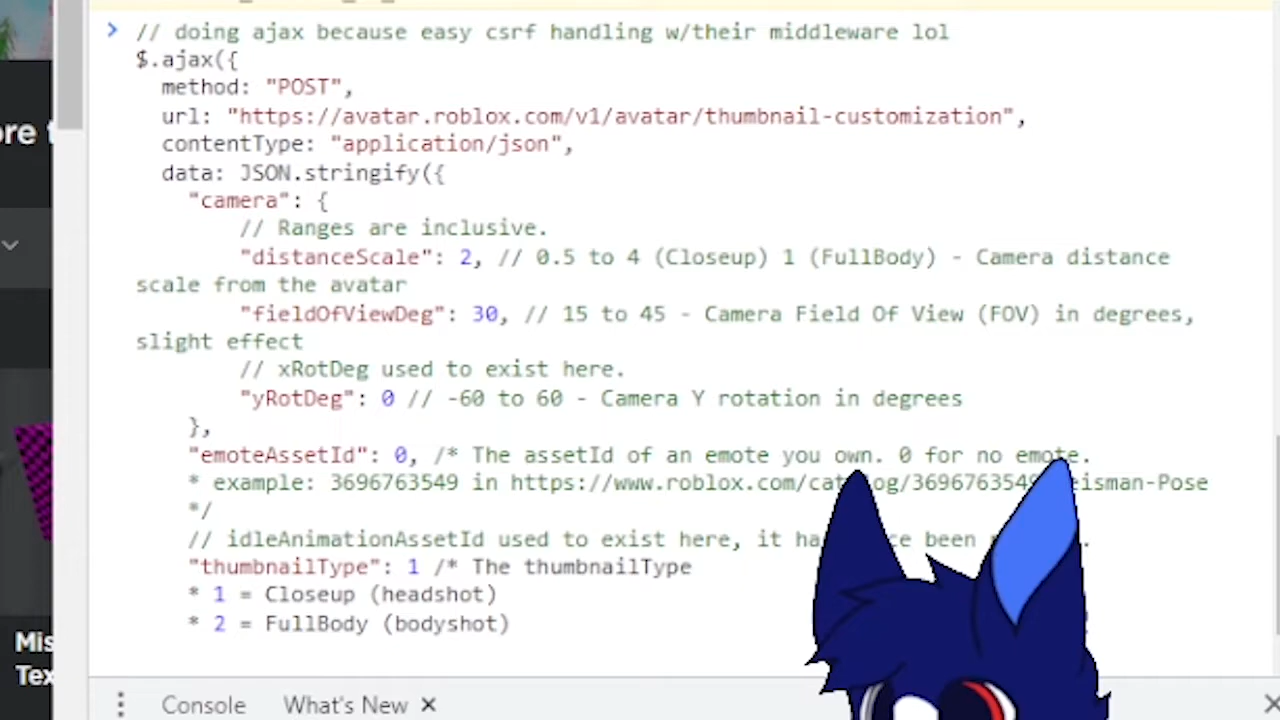 // doing ajax because easy csrf handling w/their middleware lol
$.ajax({
method: "POST",
url: "https://avatar.roblox.com/v1/avatar/thumbnail-customization",
contentType: "application/json",
data: JSON.stringify({
"camera": {
// Ranges are inclusive.
"distanceScale": 2, // 0.5 to 4 (Closeup) 1 (FullBody) - Camera distance
scale from the avatar
"fieldOfViewDeg": 30, // 15 to 45 - Camera Field Of View (FOV) in degrees,
slight effect
// xRotDeg used to exist here.
"yRotDeg": 0 // -60 to 60 - Camera Y rotation in degrees
},
"emoteAssetId": 0, /* The assetId of an emote you own. 0 for no emote.
* example: 3696763549 in https://www.roblox.com/catalog/3696763549/Heisman-Pose
*/
// idleAnimationAssetId used to exist here, it been
"thumbnailType": 1 /* The thumbnailType
* 1 = Closeup (headshot)
* 2 = FullBody (bodyshot)
Mis
Tex
Console What's New ×